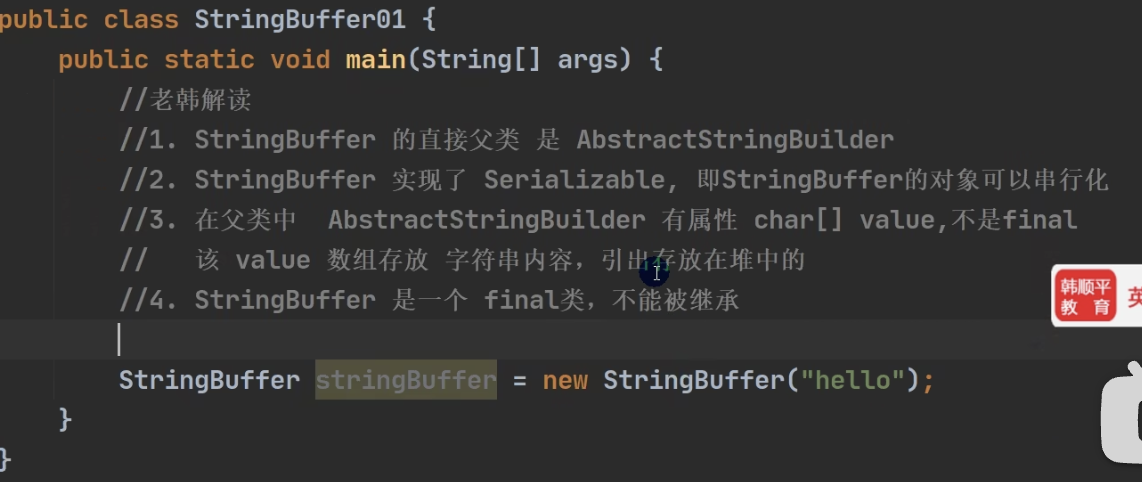 public class StringBuffer01 {
public static void main(String[] args) {
//老韩解读
//1. StringBuffer 的直接父类 是 AbstractStringBuilder
//2. StringBuffer 实现了 Serializable, 即StringBuffer的对象可以串行化
//3. 在父类中 AbstractStringBuilder 有属性 char[] value,不是final
// 该 value 数组存放 字符串内容，引出存放在堆中的
//4. StringBuffer 是一个 final类，不能被继承
StringBuffer stringBuffer = new StringBuffer("hello");
}
}
韩顺平
教 育
英